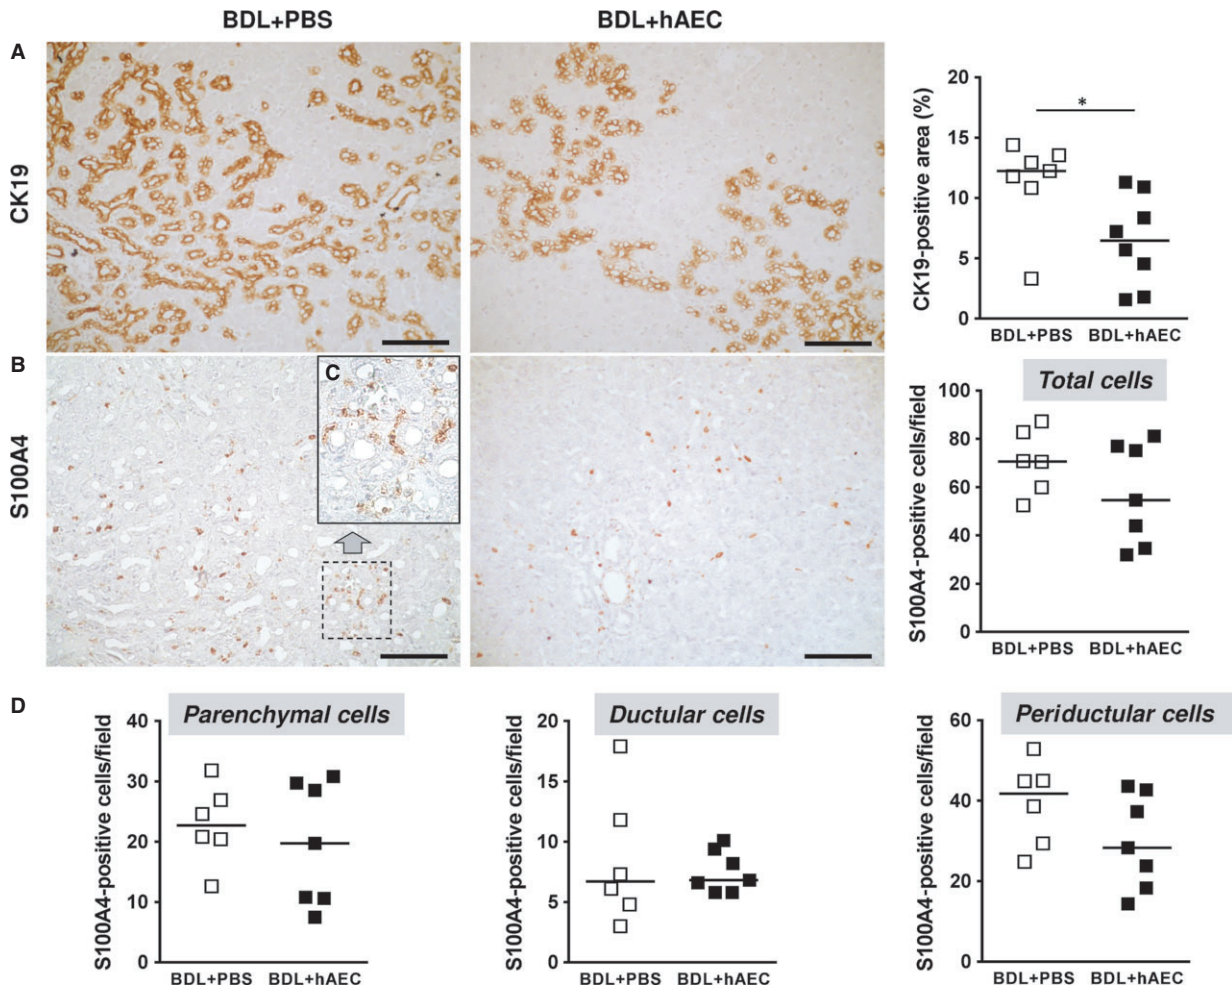 BDL+PBS
BDL+hAEC
A
CK19
CK19-positive area (%)
20
15
10
5
0
*
BDL+PBS
BDL+hAEC
B
S100A4
C
Total cells
S100A4-positive cells/field
100
80
60
40
20
0
BDL+PBS
BDL+hAEC
D
Parenchymal cells
S100A4-positive cells/field
40
30
20
10
0
BDL+PBS
BDL+hAEC
Ductular cells
S100A4-positive cells/field
20
15
10
5
0
BDL+PBS
BDL+hAEC
Periductular cells
S100A4-positive cells/field
60
40
20
0
BDL+PBS
BDL+hAEC